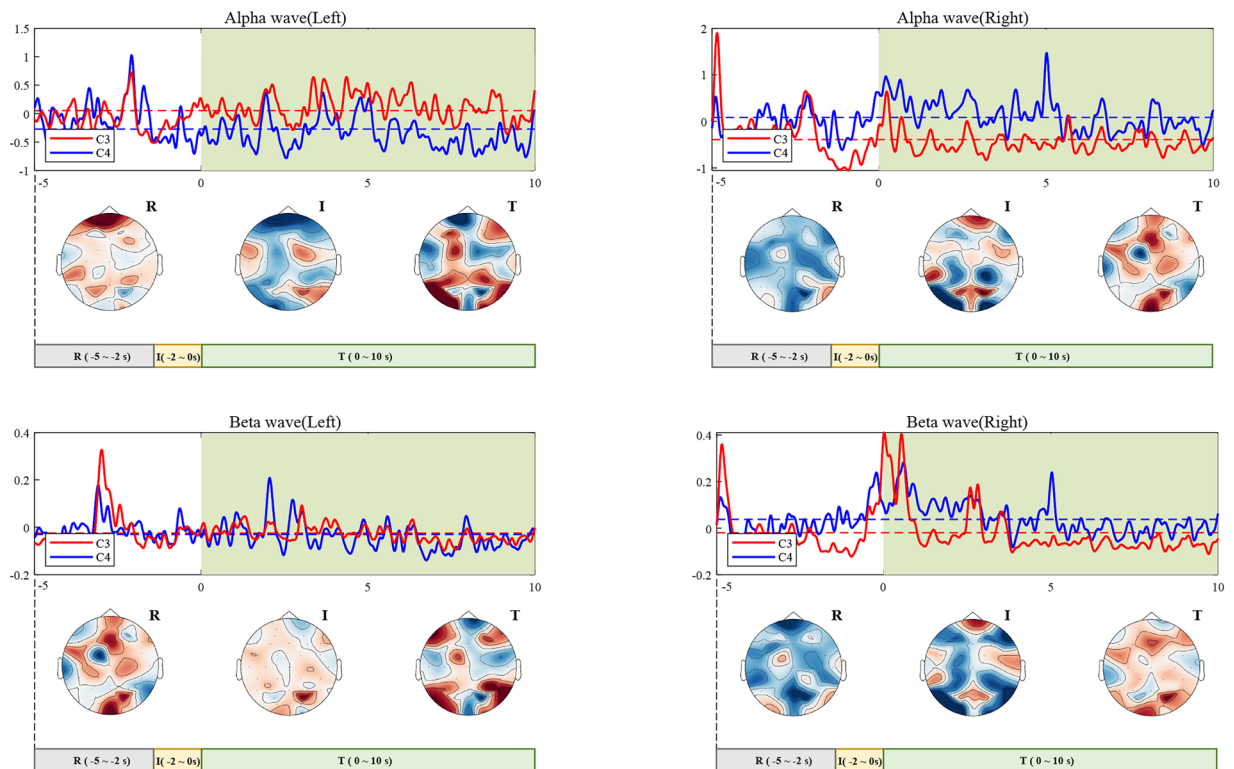 Alpha wave(Left)
1.5
1
0.5
0
-0.5
-1
C3
C4
-5
0
5
10
R
I
T
R ( -5 ~ -2 s)
I( -2 ~ 0s)
T ( 0 ~ 10 s)
Alpha wave(Right)
2
1
0
-1
C3
C4
-5
0
5
10
R
I
T
R ( -5 ~ -2 s)
I( -2 ~ 0s)
T ( 0 ~ 10 s)
Beta wave(Left)
0.4
0.2
0
-0.2
C3
C4
-5
0
5
10
R
I
T
R ( -5 ~ -2 s)
I( -2 ~ 0s)
T ( 0 ~ 10 s)
Beta wave(Right)
0.4
0.2
0
-0.2
C3
C4
-5
0
5
10
R
I
T
R ( -5 ~ -2 s)
I( -2 ~ 0s)
T ( 0 ~ 10 s)